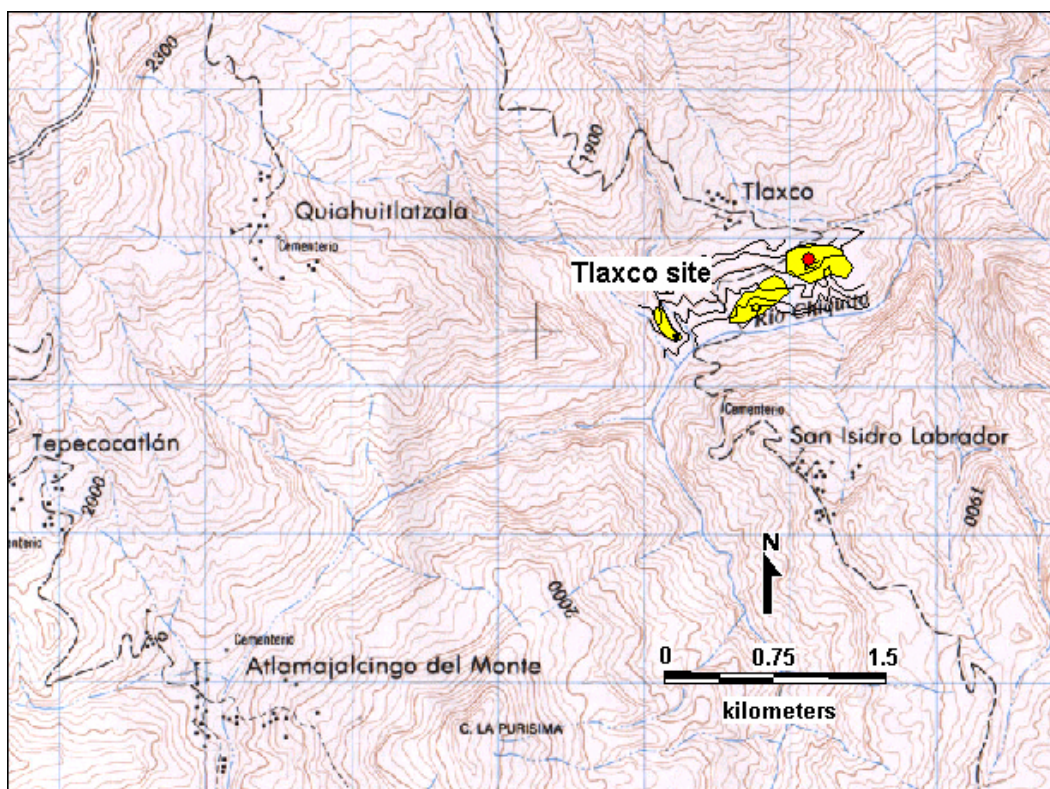 2300
1900
Tlaxco
Quiahuitlatzala
Cementerio
Tlaxco site
Río Chiquito
Cementerio
Tepecocatlán
San Isidro Labrador
2000
1900
enterio
N
2000
Cementerio
Atlamajalcingo del Monte
0 0.75 1.5
kilometers
C. LA PURISIMA